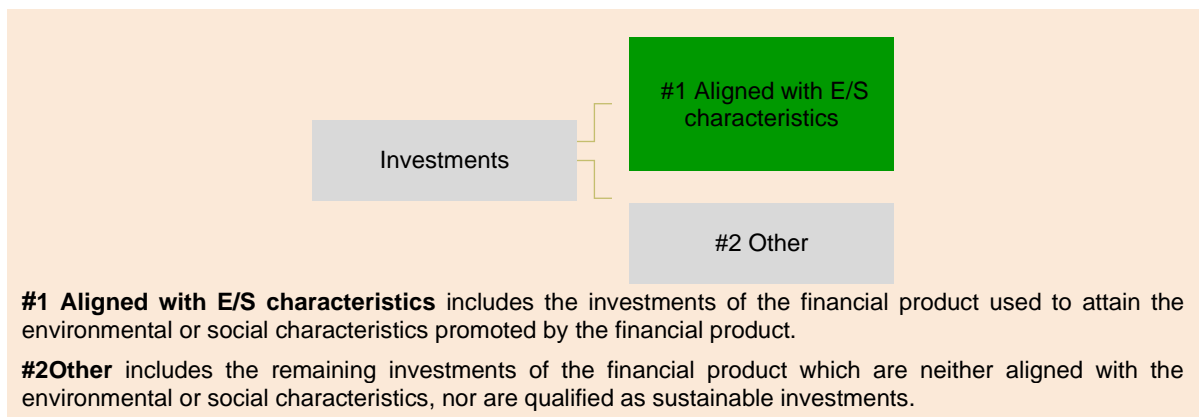 #1 Aligned with E/S
characteristics
Investments
#2 Other
#1 Aligned with E/S characteristics includes the investments of the financial product used to attain the
environmental or social characteristics promoted by the financial product.
#2Other includes the remaining investments of the financial product which are neither aligned with the
environmental or social characteristics, nor are qualified as sustainable investments.